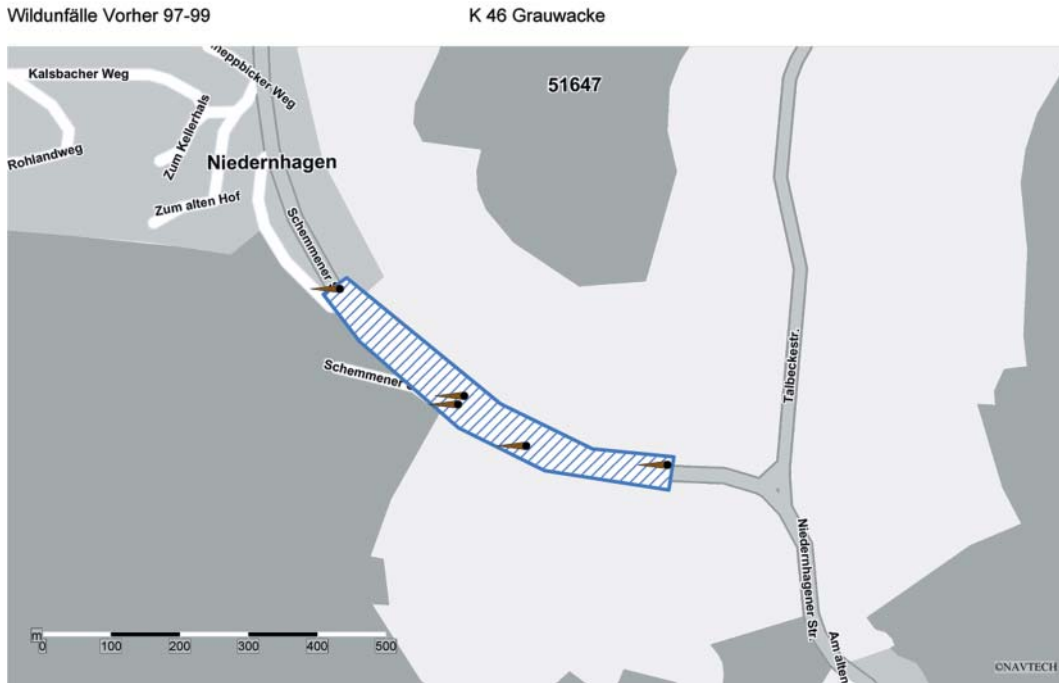 Wildunfälle Vorher 97-99
K 46 Grauwacke
Kalsbacher Weg
51647
Zum Kellerhals
Rohlandweg
Niedernhagen
Zum alten Hof
Schemmener
Talbeckestr.
Schemmener
Niedernhagener Str.
Am alten
m
0 100 200 300 400 500
©NAVTECH